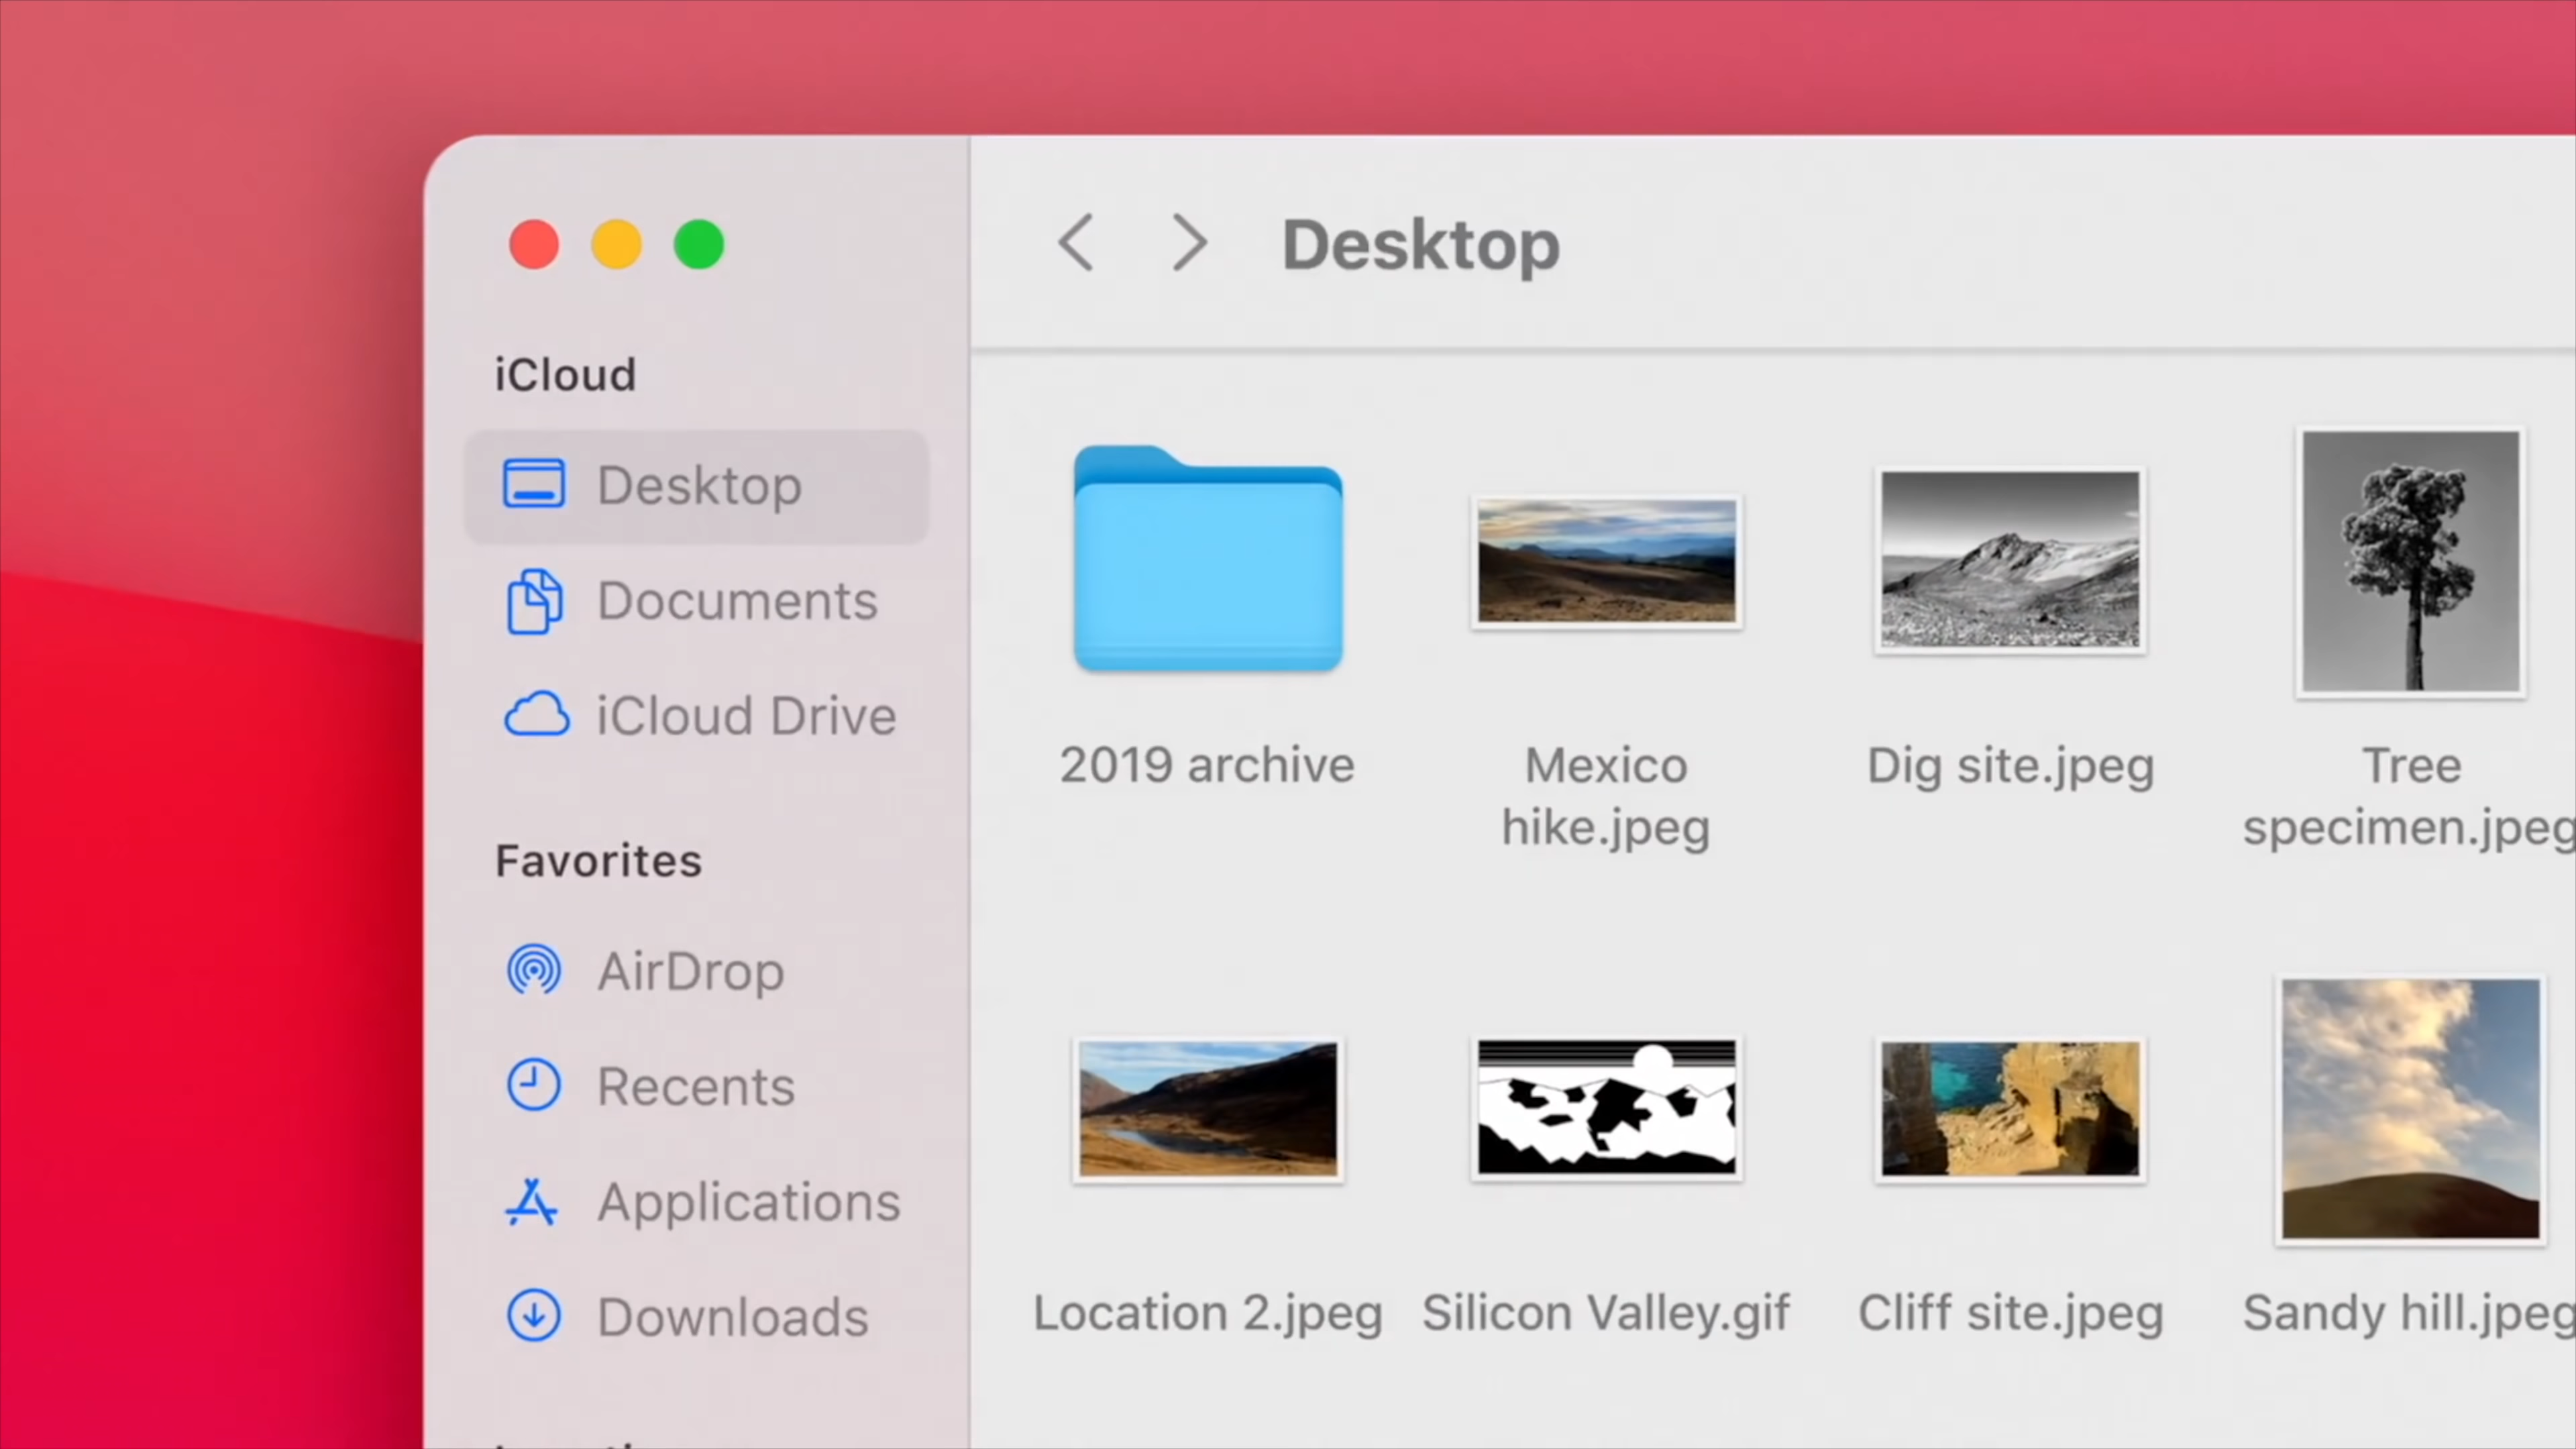 Desktop
iCloud
Desktop
Documents
iCloud Drive
Favorites
AirDrop
Recents
Applications
Downloads
2019 archive
Mexico
hike.jpeg
Dig site.jpeg
Tree
specimen.jpeg
Location 2.jpeg
Silicon Valley.gif
Cliff site.jpeg
Sandy hill.jpeg